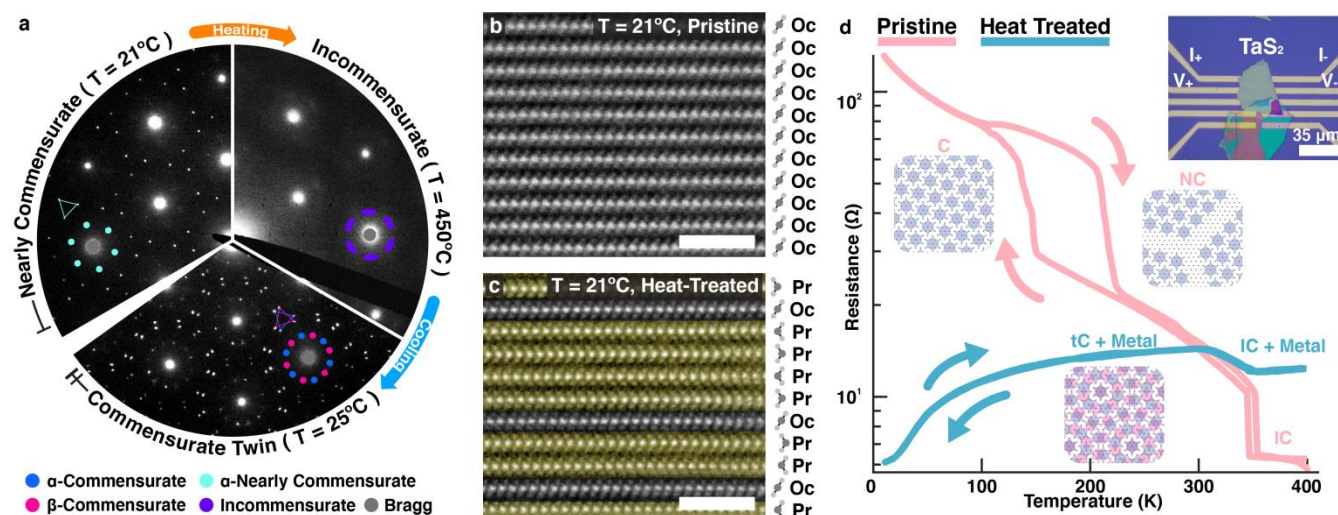 a
Heating
Nearly Commensurate ( T = 21°C )
Incommensurate ( T = 450°C )
Cooling
Commensurate Twin ( T = 25°C )
α-Commensurate
α-Nearly Commensurate
β-Commensurate
Incommensurate
Bragg
b
T = 21°C, Pristine
Oc
Oc
Oc
Oc
Oc
Oc
Oc
Oc
Oc
Oc
Oc
c
T = 21°C, Heat-Treated
Pr
Oc
Pr
Pr
Pr
Pr
Oc
Pr
Pr
Oc
Pr
d
Pristine
Heat Treated
TaS₂
I+
I-
V+
V-
35 μm
C
NC
tC + Metal
IC + Metal
IC
Resistance (Ω)
10²
10¹
0
100
200
300
400
Temperature (K)